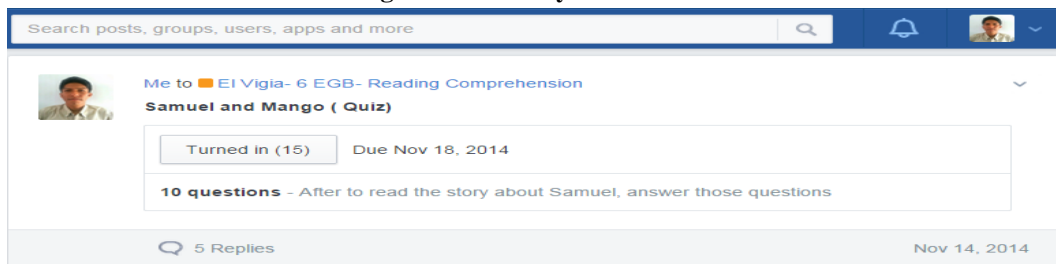 Search posts, groups, users, apps and more
Me to El Vigia- 6 EGB- Reading Comprehension
Samuel and Mango ( Quiz)
Turned in (15) Due Nov 18, 2014
10 questions - After to read the story about Samuel, answer those questions
5 Replies Nov 14, 2014